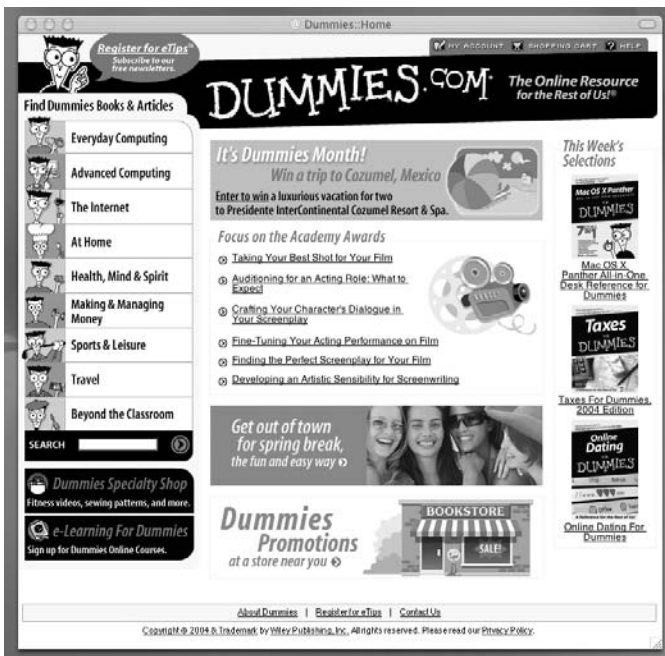 Dummies::Home
Register for eTips
Subscribe to our
free newsletters.
MY ACCOUNT SHOPPING CART ? HELP
DUMMIES.COM™
The Online Resource
for the Rest of Us!®
Find Dummies Books & Articles
Everyday Computing
Advanced Computing
The Internet
At Home
Health, Mind & Spirit
Making & Managing
Money
Sports & Leisure
Travel
Beyond the Classroom
SEARCH
Dummies Specialty Shop
Fitness videos, sewing patterns, and more.
e-Learning For Dummies
Sign up for Dummies Online Courses.
It's Dummies Month!
Win a trip to Cozumel, Mexico
Enter to win a luxurious vacation for two
to Presidente InterContinental Cozumel Resort & Spa.
Focus on the Academy Awards
Taking Your Best Shot for Your Film
Auditioning for an Acting Role: What to
Expect
Crafting Your Character's Dialogue in
Your Screenplay
Fine-Tuning Your Acting Performance on Film
Finding the Perfect Screenplay for Your Film
Developing an Artistic Sensibility for Screenwriting
Get out of town
for spring break,
the fun and easy way
Dummies
Promotions
at a store near you
BOOKSTORE
SALE!
This Week's
Selections
Mac OS X Panther
DUMMIES
Mac OS X
Panther All-in-One
Desk Reference for
Dummies
Taxes
DUMMIES
Taxes For Dummies,
2004 Edition
Online
Dating
DUMMIES
Online Dating For
Dummies
About Dummies | Register for eTips | Contact Us
Copyright © 2004 & Trademark by Wiley Publishing, Inc. All rights reserved. Please read our Privacy Policy.